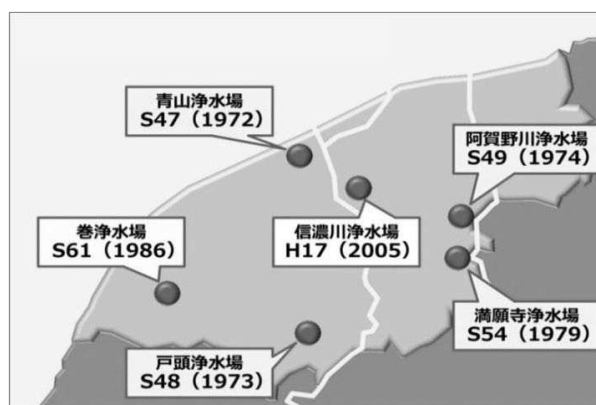 青山浄水場
S47（1972）
阿賀野川浄水場
S49（1974）
巻浄水場
S61（1986）
信濃川浄水場
H17（2005）
満願寺浄水場
S54（1979）
戸頭浄水場
S48（1973）